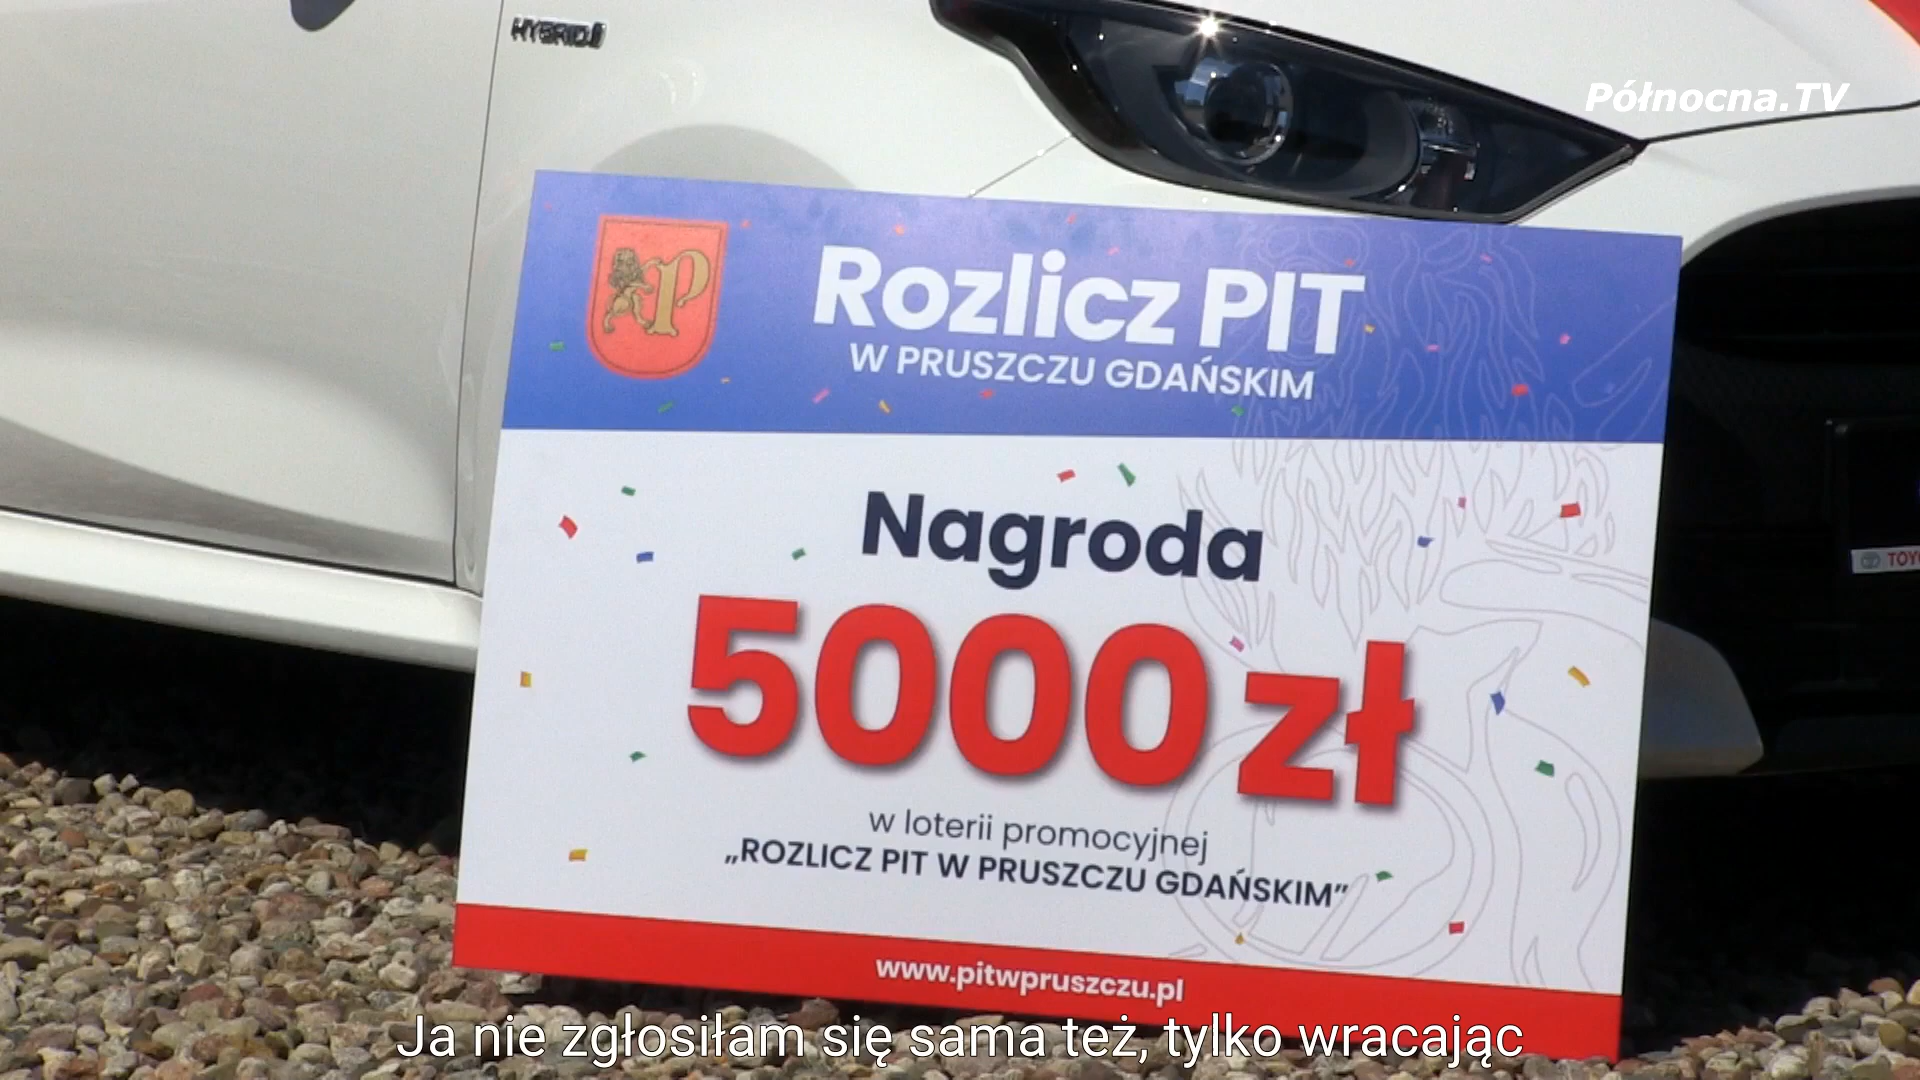 HYBRID
Północna.TV
P
Rozlicz PIT
W PRUSZCZU GDAŃSKIM
Nagroda
5000 zł
w loterii promocyjnej
„ROZLICZ PIT W PRUSZCZU GDAŃSKIM”
www.pitwpruszczu.pl
Ja nie zgłosiłam się sama też, tylko wracając